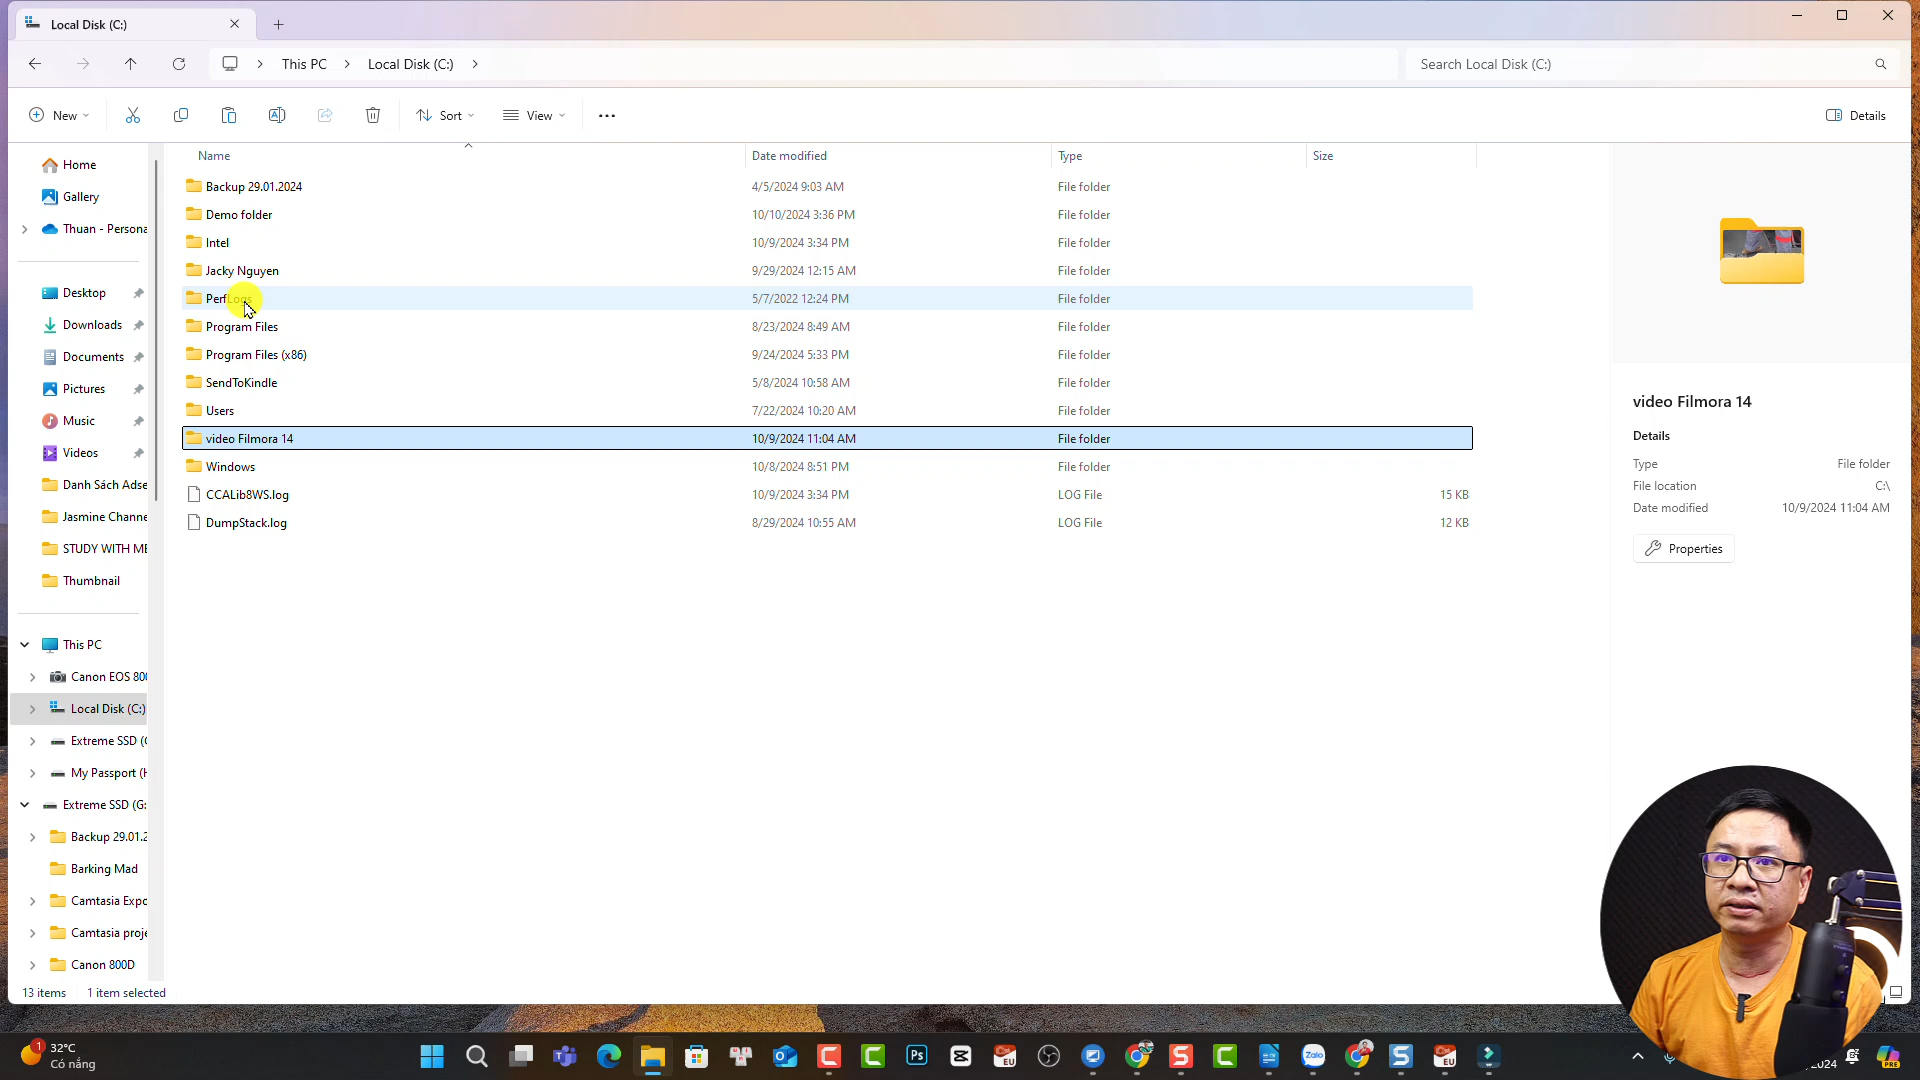 Local Disk (C:)
This PC
Local Disk (C:)
Search Local Disk (C:)
New
Sort
View
Details
Name
Date modified
Type
Size
Backup 29.01.2024 4/5/2024 9:03 AM File folder
Demo folder 10/10/2024 3:36 PM File folder
Intel 10/9/2024 3:34 PM File folder
Jacky Nguyen 9/29/2024 12:15 AM File folder
PerfLogs 5/7/2022 12:24 PM File folder
Program Files 8/23/2024 8:49 AM File folder
Program Files (x86) 9/24/2024 5:33 PM File folder
SendToKindle 5/8/2024 10:58 AM File folder
Users 7/22/2024 10:20 AM File folder
video Filmora 14 10/9/2024 11:04 AM File folder
Windows 10/8/2024 8:51 PM File folder
CCALib8WS.log 10/9/2024 3:34 PM LOG File 15 KB
DumpStack.log 8/29/2024 10:55 AM LOG File 12 KB
Home
Gallery
Thuan - Persona
Desktop
Downloads
Documents
Pictures
Music
Videos
Danh Sách Adse
Jasmine Channe
STUDY WITH ME
Thumbnail
This PC
Canon EOS 800
Local Disk (C:)
Extreme SSD (
My Passport (H
Extreme SSD (G:
Backup 29.01.2
Barking Mad
Camtasia Expo
Camtasia proje
Canon 800D
video Filmora 14
Details
Type File folder
File location C:\
Date modified 10/9/2024 11:04 AM
Properties
13 items 1 item selected
1
32°C
Có nắng
Ps
EU
Zalo
EU
/2024
PRE